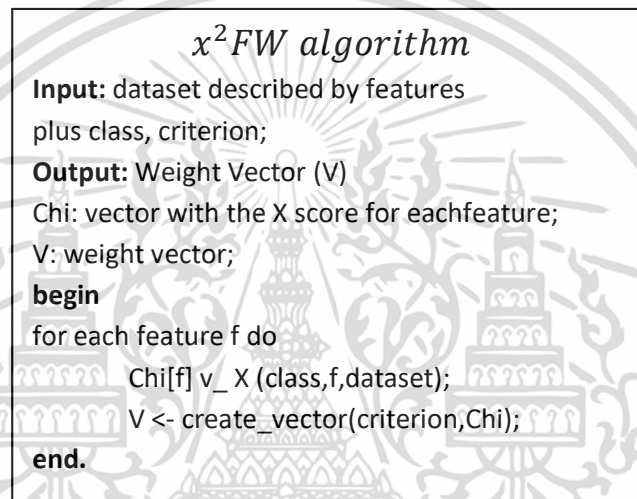 x²FW algorithm
Input: dataset described by features
plus class, criterion;
Output: Weight Vector (V)
Chi: vector with the X score for eachfeature;
V: weight vector;
begin
for each feature f do
Chi[f] v_ X (class,f,dataset);
V <- create_vector(criterion,Chi);
end.